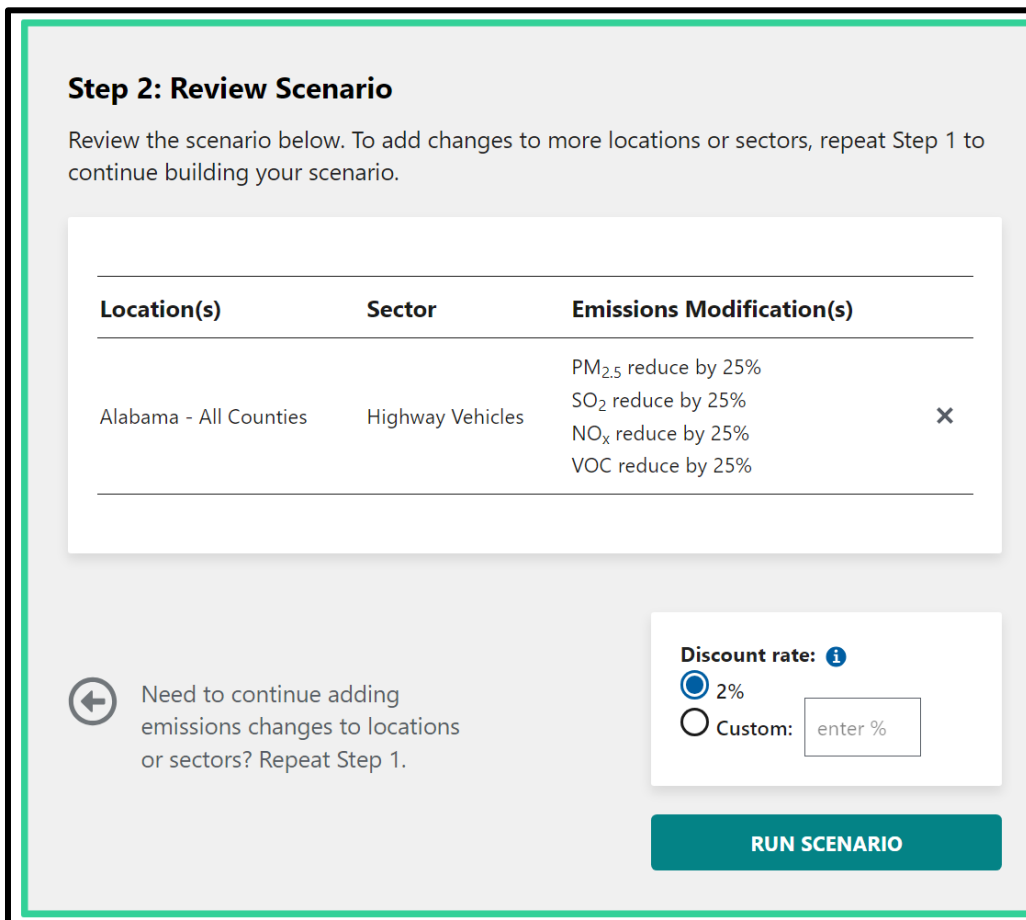 Step 2: Review Scenario
Review the scenario below. To add changes to more locations or sectors, repeat Step 1 to
continue building your scenario.
Location(s) Sector Emissions Modification(s)
Alabama - All Counties Highway Vehicles
PM2.5 reduce by 25%
SO2 reduce by 25%
NOx reduce by 25%
VOC reduce by 25%
Need to continue adding
emissions changes to locations
or sectors? Repeat Step 1.
Discount rate:
2%
Custom: enter %
RUN SCENARIO